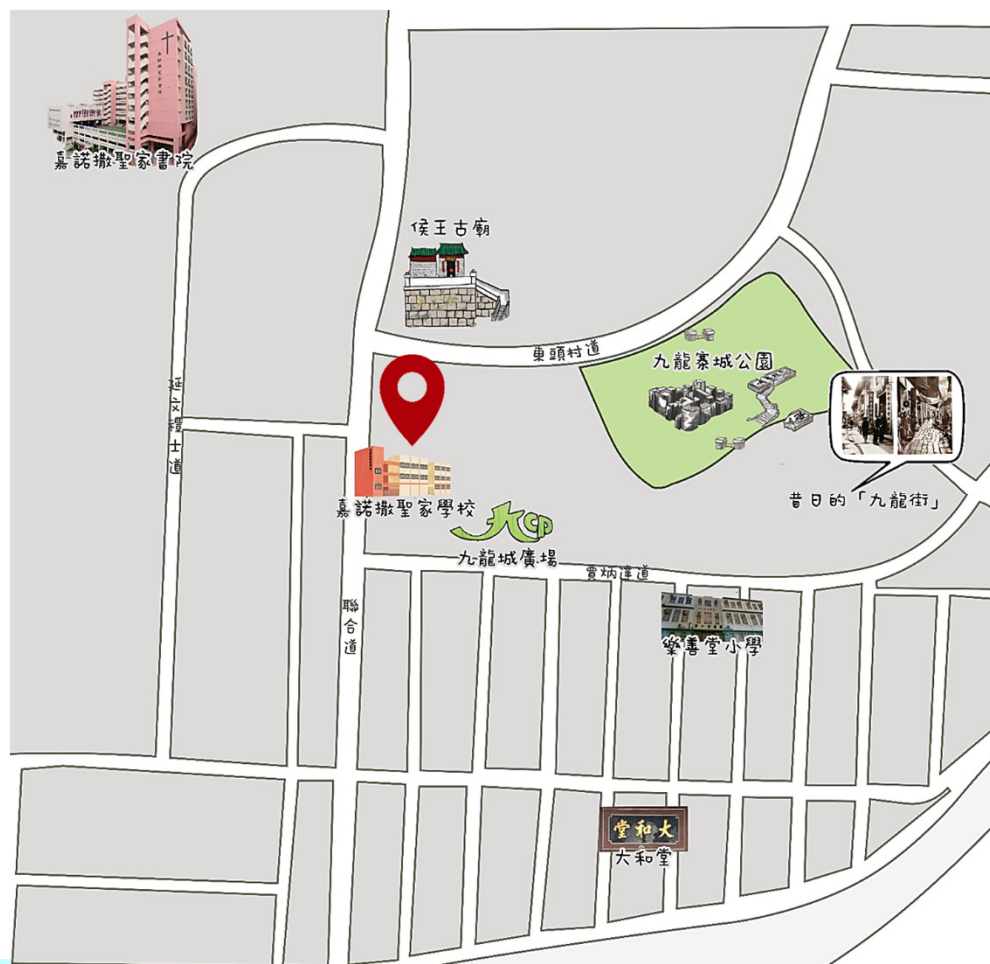 嘉諾撒聖家書院
侯王古廟
東頭村道
九龍寨城公園
延文禮士道
昔日的「九龍街」
嘉諾撒聖家學校
KCP
九龍城廣場
賈炳達道
聯合道
樂善堂小學
堂和大
大和堂